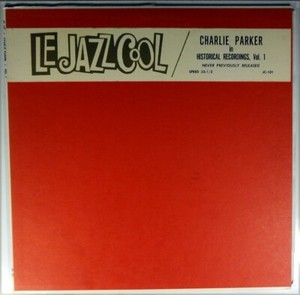 LE JAZZ COOL
CHARLIE PARKER
in
HISTORICAL RECORDINGS, Vol. 1
NEVER PREVIOUSLY RELEASED